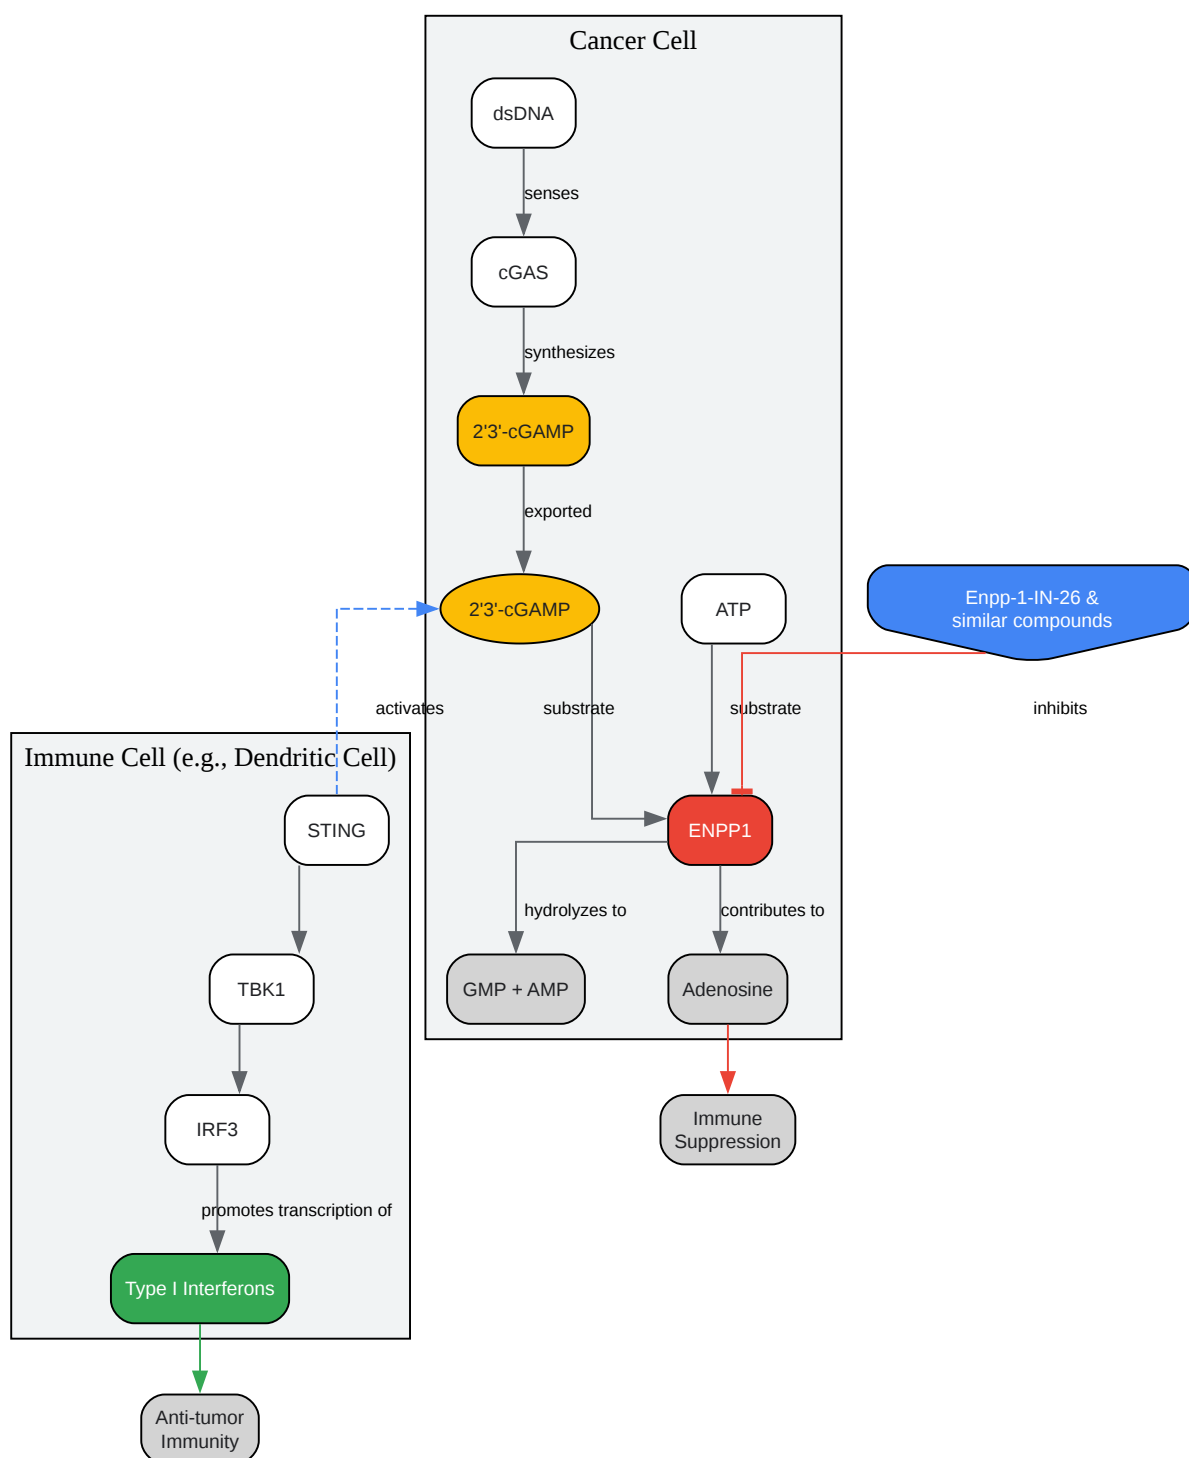 Cancer Cell
dsDNA
senses
cGAS
synthesizes
2'3'-cGAMP
exported
2'3'-cGAMP
ATP
Enpp-1-IN-26 &
similar compounds
activates
substrate
substrate
inhibits
Immune Cell (e.g., Dendritic Cell)
STING
ENPP1
hydrolyzes to
contributes to
TBK1
GMP + AMP
Adenosine
IRF3
Immune
Suppression
promotes transcription of
Type I Interferons
Anti-tumor
Immunity